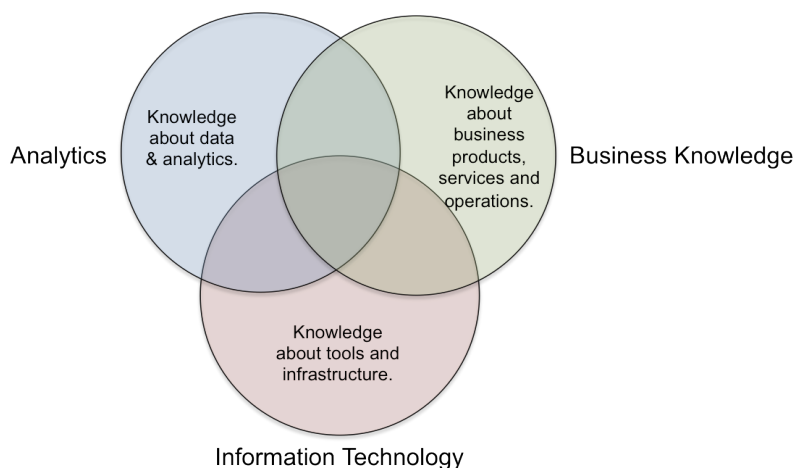 Analytics
Knowledge
about data
& analytics.
Knowledge
about
business
products,
services and
operations.
Business Knowledge
Knowledge
about tools and
infrastructure.
Information Technology